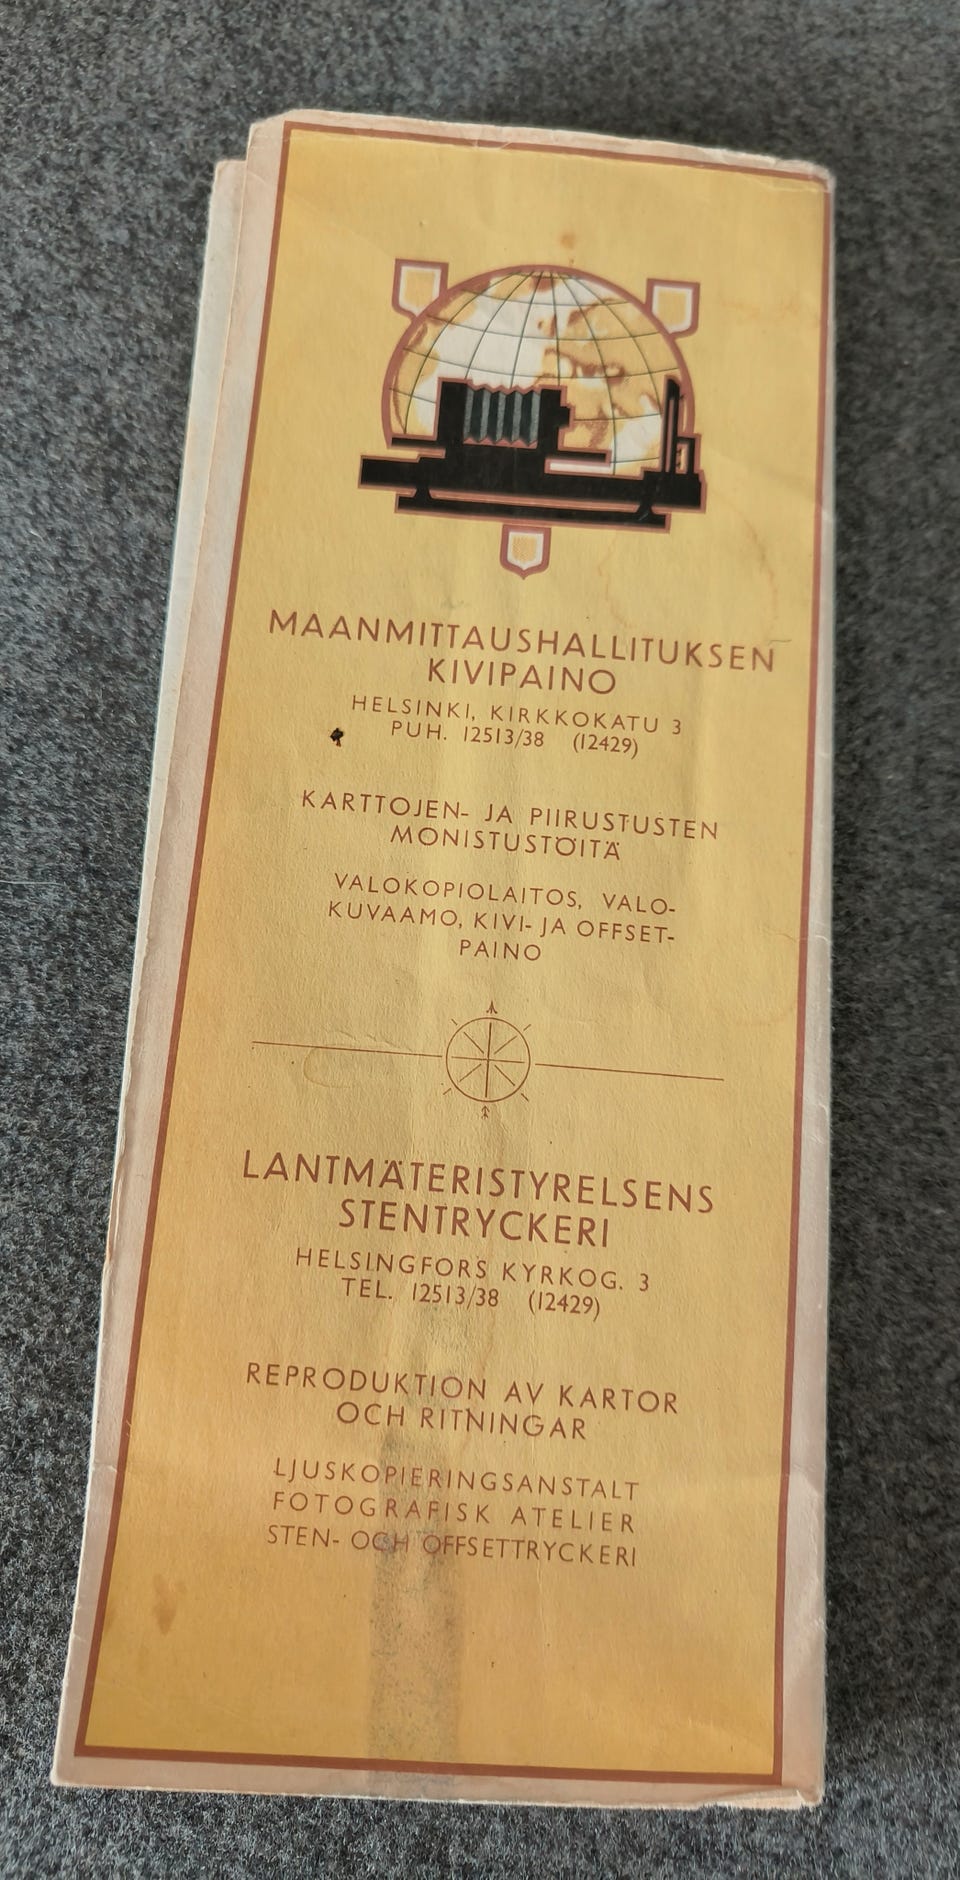 MAANMITTAUSHALLITUKSEN
KIVIPAINO
HELSINKI, KIRKKOKATU 3
PUH. 12513/38 (12429)
KARTTOJEN- JA PIIRUSTUSTEN
MONISTUSTÖITÄ
VALOKOPIOLAITOS, VALO-
KUVAAMO, KIVI- JA OFFSET-
PAINO
LANTMÄTERISTYRELSENS
STENTRYCKERI
HELSINGFORS KYRKOG. 3
TEL. 12513/38 (12429)
REPRODUKTION AV KARTOR
OCH RITNINGAR
LJUSKOPIERINGSANSTALT
FOTOGRAFISK ATELIER
STEN- OCH OFFSETTRYCKERI